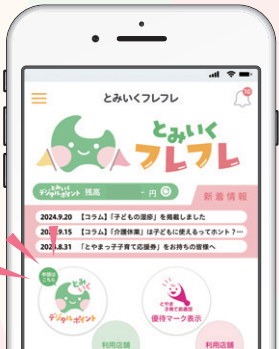 とみいくフレフレ
10
とみいく
フレフレ
とみいく
デジタルポイント 残高 - 円
新着情報
2024.9.20 【コラム】「子どもの湿疹」を掲載しました
2024.9.15 【コラム】「介護休業」は子どもに使えるってホント？…
2024.8.31 「とやまっ子子育て応援券」をお持ちの皆様へ
申請は
こちら
とみいく
デジタルポイント
とやま
子育て応援団
優待マーク表示
利用店舗
利用店舗